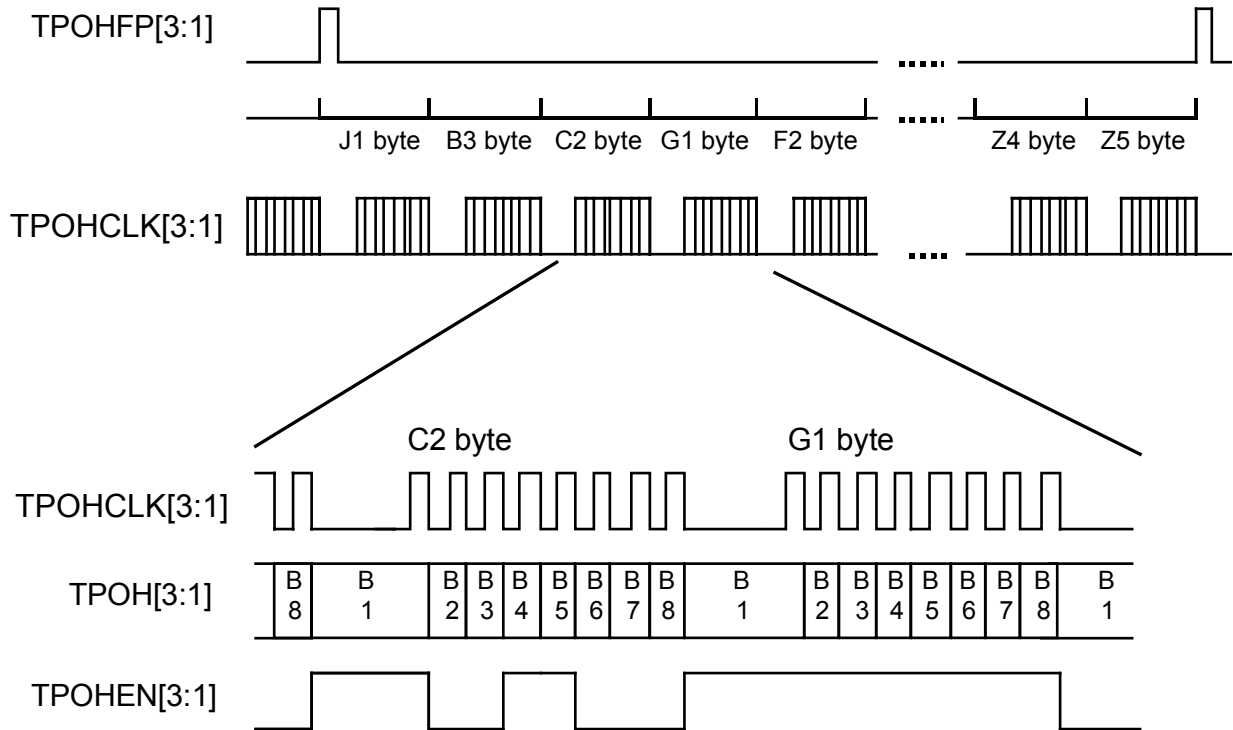 TPOHFP[3:1]
J1 byte B3 byte C2 byte G1 byte F2 byte Z4 byte Z5 byte
TPOHCLK[3:1]
C2 byte G1 byte
TPOHCLK[3:1]
TPOH[3:1]
B B B B B B B B B B B B B B B B B B
8 1 2 3 4 5 6 7 8 1 2 3 4 5 6 7 8 1
TPOHEN[3:1]